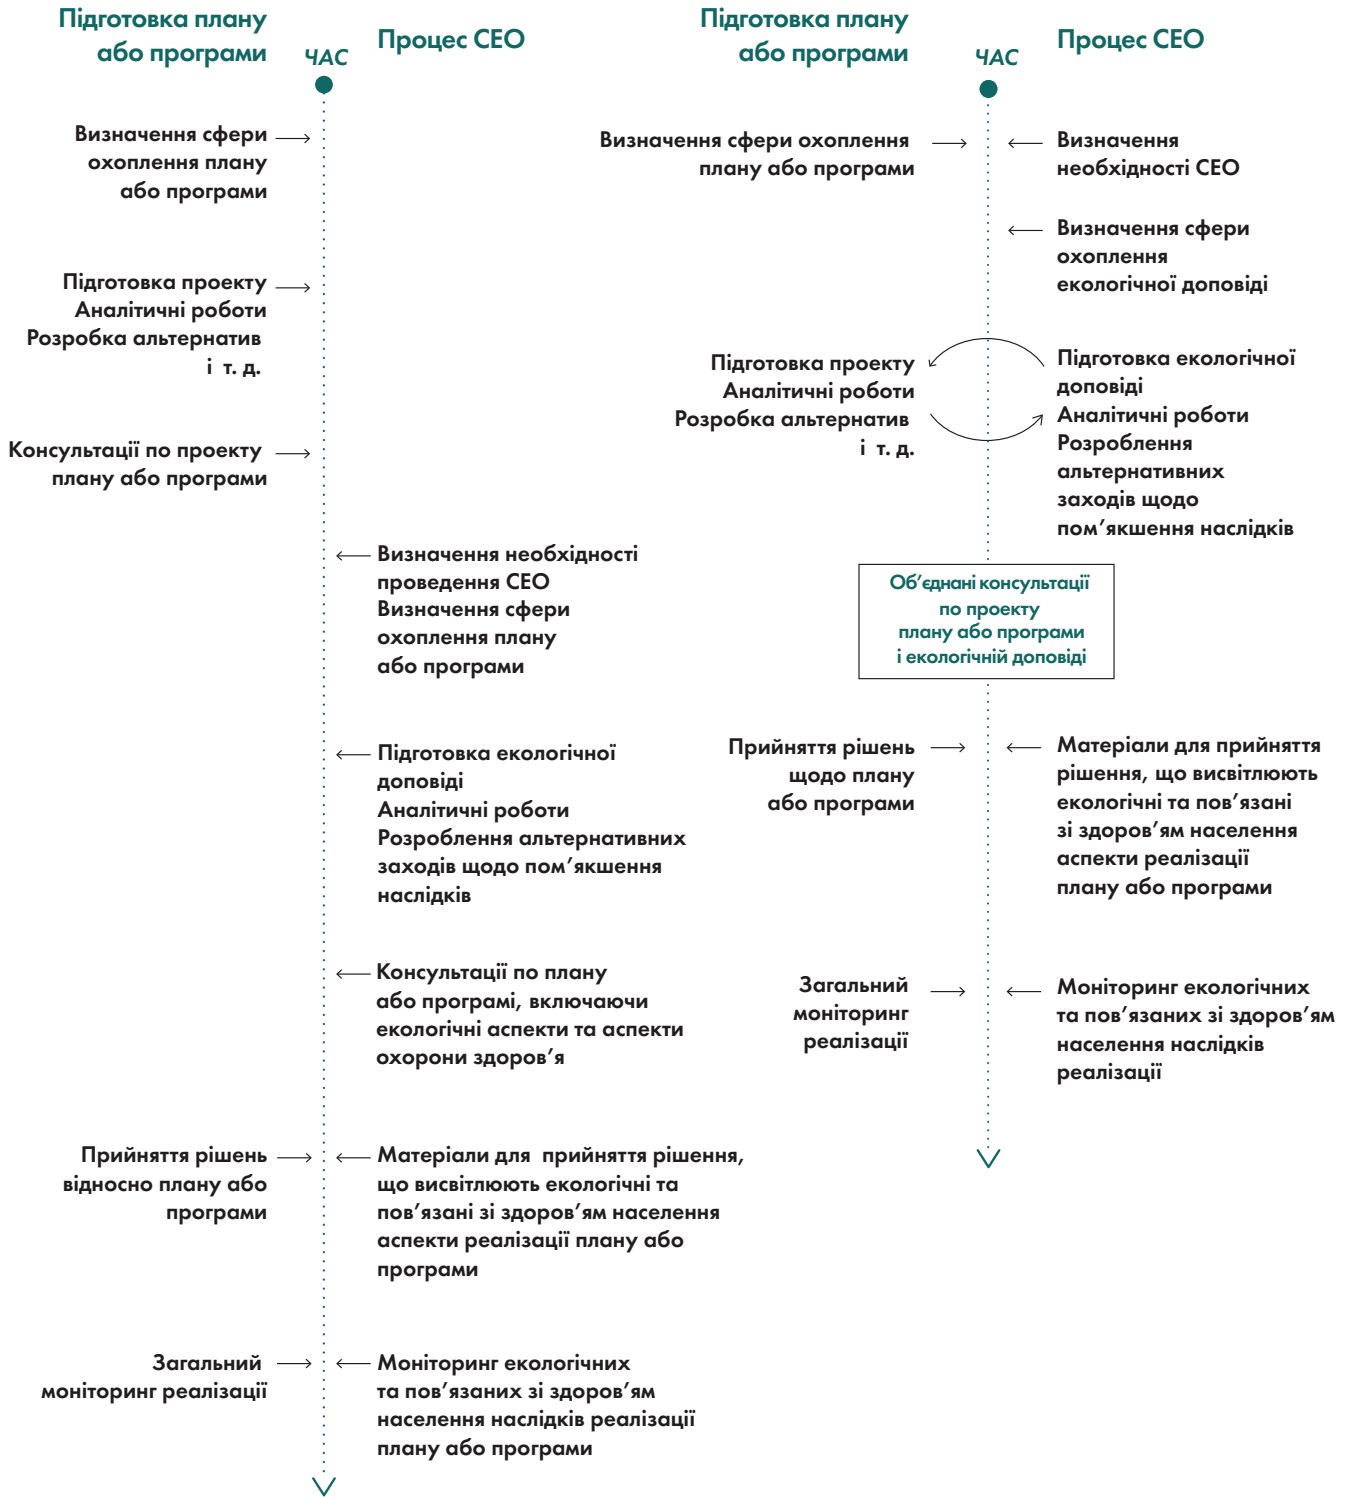 Підготовка плану
або програми
ЧАС
Процес СЕО
Визначення сфери
охоплення плану
або програми
Підготовка проекту
Аналітичні роботи
Розробка альтернатив
і т. д.
Консультації по проекту
плану або програми
Визначення необхідності
проведення СЕО
Визначення сфери
охоплення плану
або програми
Підготовка екологічної
доповіді
Аналітичні роботи
Розроблення альтернативних
заходів щодо пом’якшення
наслідків
Консультації по плану
або програмі, включаючи
екологічні аспекти та аспекти
охорони здоров’я
Прийняття рішень
відносно плану або
програми
Матеріали для прийняття рішення,
що висвітлюють екологічні та
пов’язані зі здоров’ям населення
аспекти реалізації плану або
програми
Загальний
моніторинг реалізації
Моніторинг екологічних
та пов’язаних зі здоров’ям
населення наслідків реалізації
плану або програми
Підготовка плану
або програми
ЧАС
Процес СЕО
Визначення сфери охоплення
плану або програми
Визначення
необхідності СЕО
Визначення сфери
охоплення
екологічної доповіді
Підготовка проекту
Аналітичні роботи
Розробка альтернатив
і т. д.
Підготовка екологічної
доповіді
Аналітичні роботи
Розроблення
альтернативних
заходів щодо
пом’якшення наслідків
Об’єднані консультації
по проекту
плану або програми
і екологічній доповіді
Прийняття рішень
щодо плану
або програми
Матеріали для прийняття
рішення, що висвітлюють
екологічні та пов’язані
зі здоров’ям населення
аспекти реалізації
плану або програми
Загальний
моніторинг
реалізації
Моніторинг екологічних
та пов’язаних зі здоров’ям
населення наслідків
реалізації